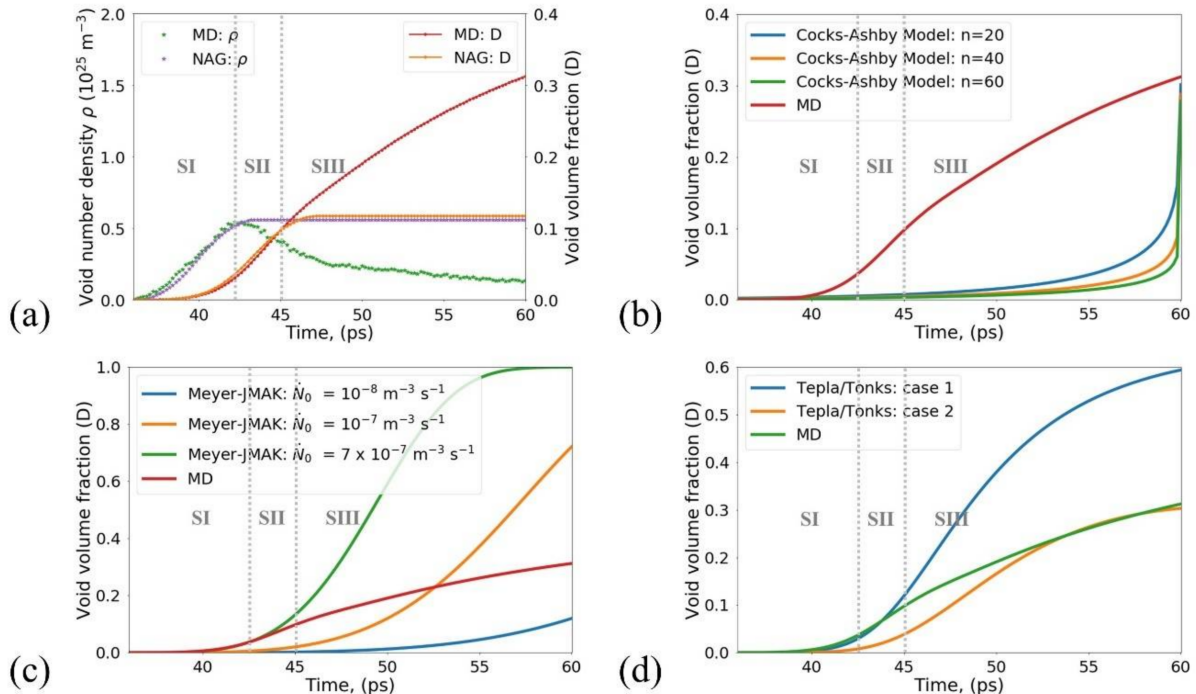 MD: ρ
NAG: ρ
MD: D
NAG: D
SI
SII
SIII
Void number density ρ (10²⁵ m⁻³)
2.0
1.5
1.0
0.5
0.0
0.4
0.3
0.2
0.1
0.0
Void volume fraction (D)
40
45
50
55
60
Time, (ps)
(a)
Cocks-Ashby Model: n=20
Cocks-Ashby Model: n=40
Cocks-Ashby Model: n=60
MD
SI
SII
SIII
Void volume fraction (D)
0.4
0.3
0.2
0.1
0.0
40
45
50
55
60
Time, (ps)
(b)
Meyer-JMAK: Ṅ₀ = 10⁻⁸ m⁻³ s⁻¹
Meyer-JMAK: Ṅ₀ = 10⁻⁷ m⁻³ s⁻¹
Meyer-JMAK: Ṅ₀ = 7 x 10⁻⁷ m⁻³ s⁻¹
MD
SI
SII
SIII
Void volume fraction (D)
1.0
0.8
0.6
0.4
0.2
0.0
40
45
50
55
60
Time, (ps)
(c)
Tepla/Tonks: case 1
Tepla/Tonks: case 2
MD
SI
SII
SIII
Void volume fraction (D)
0.6
0.5
0.4
0.3
0.2
0.1
0.0
40
45
50
55
60
Time, (ps)
(d)